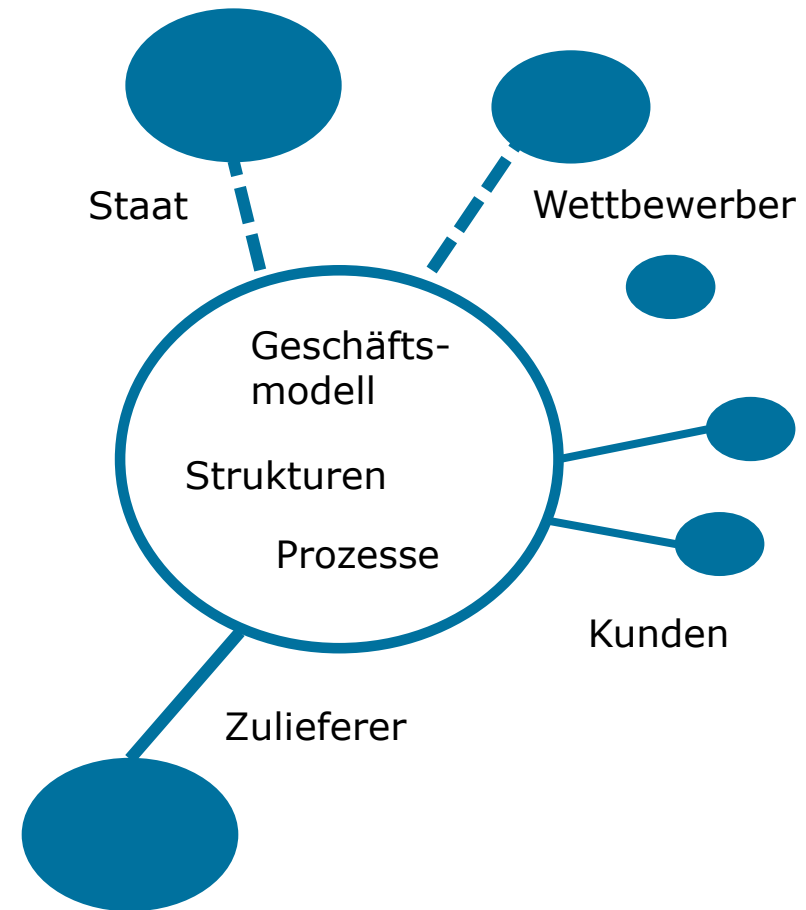 Staat
Wettbewerber
Geschäfts-
modell
Strukturen
Prozesse
Kunden
Zulieferer